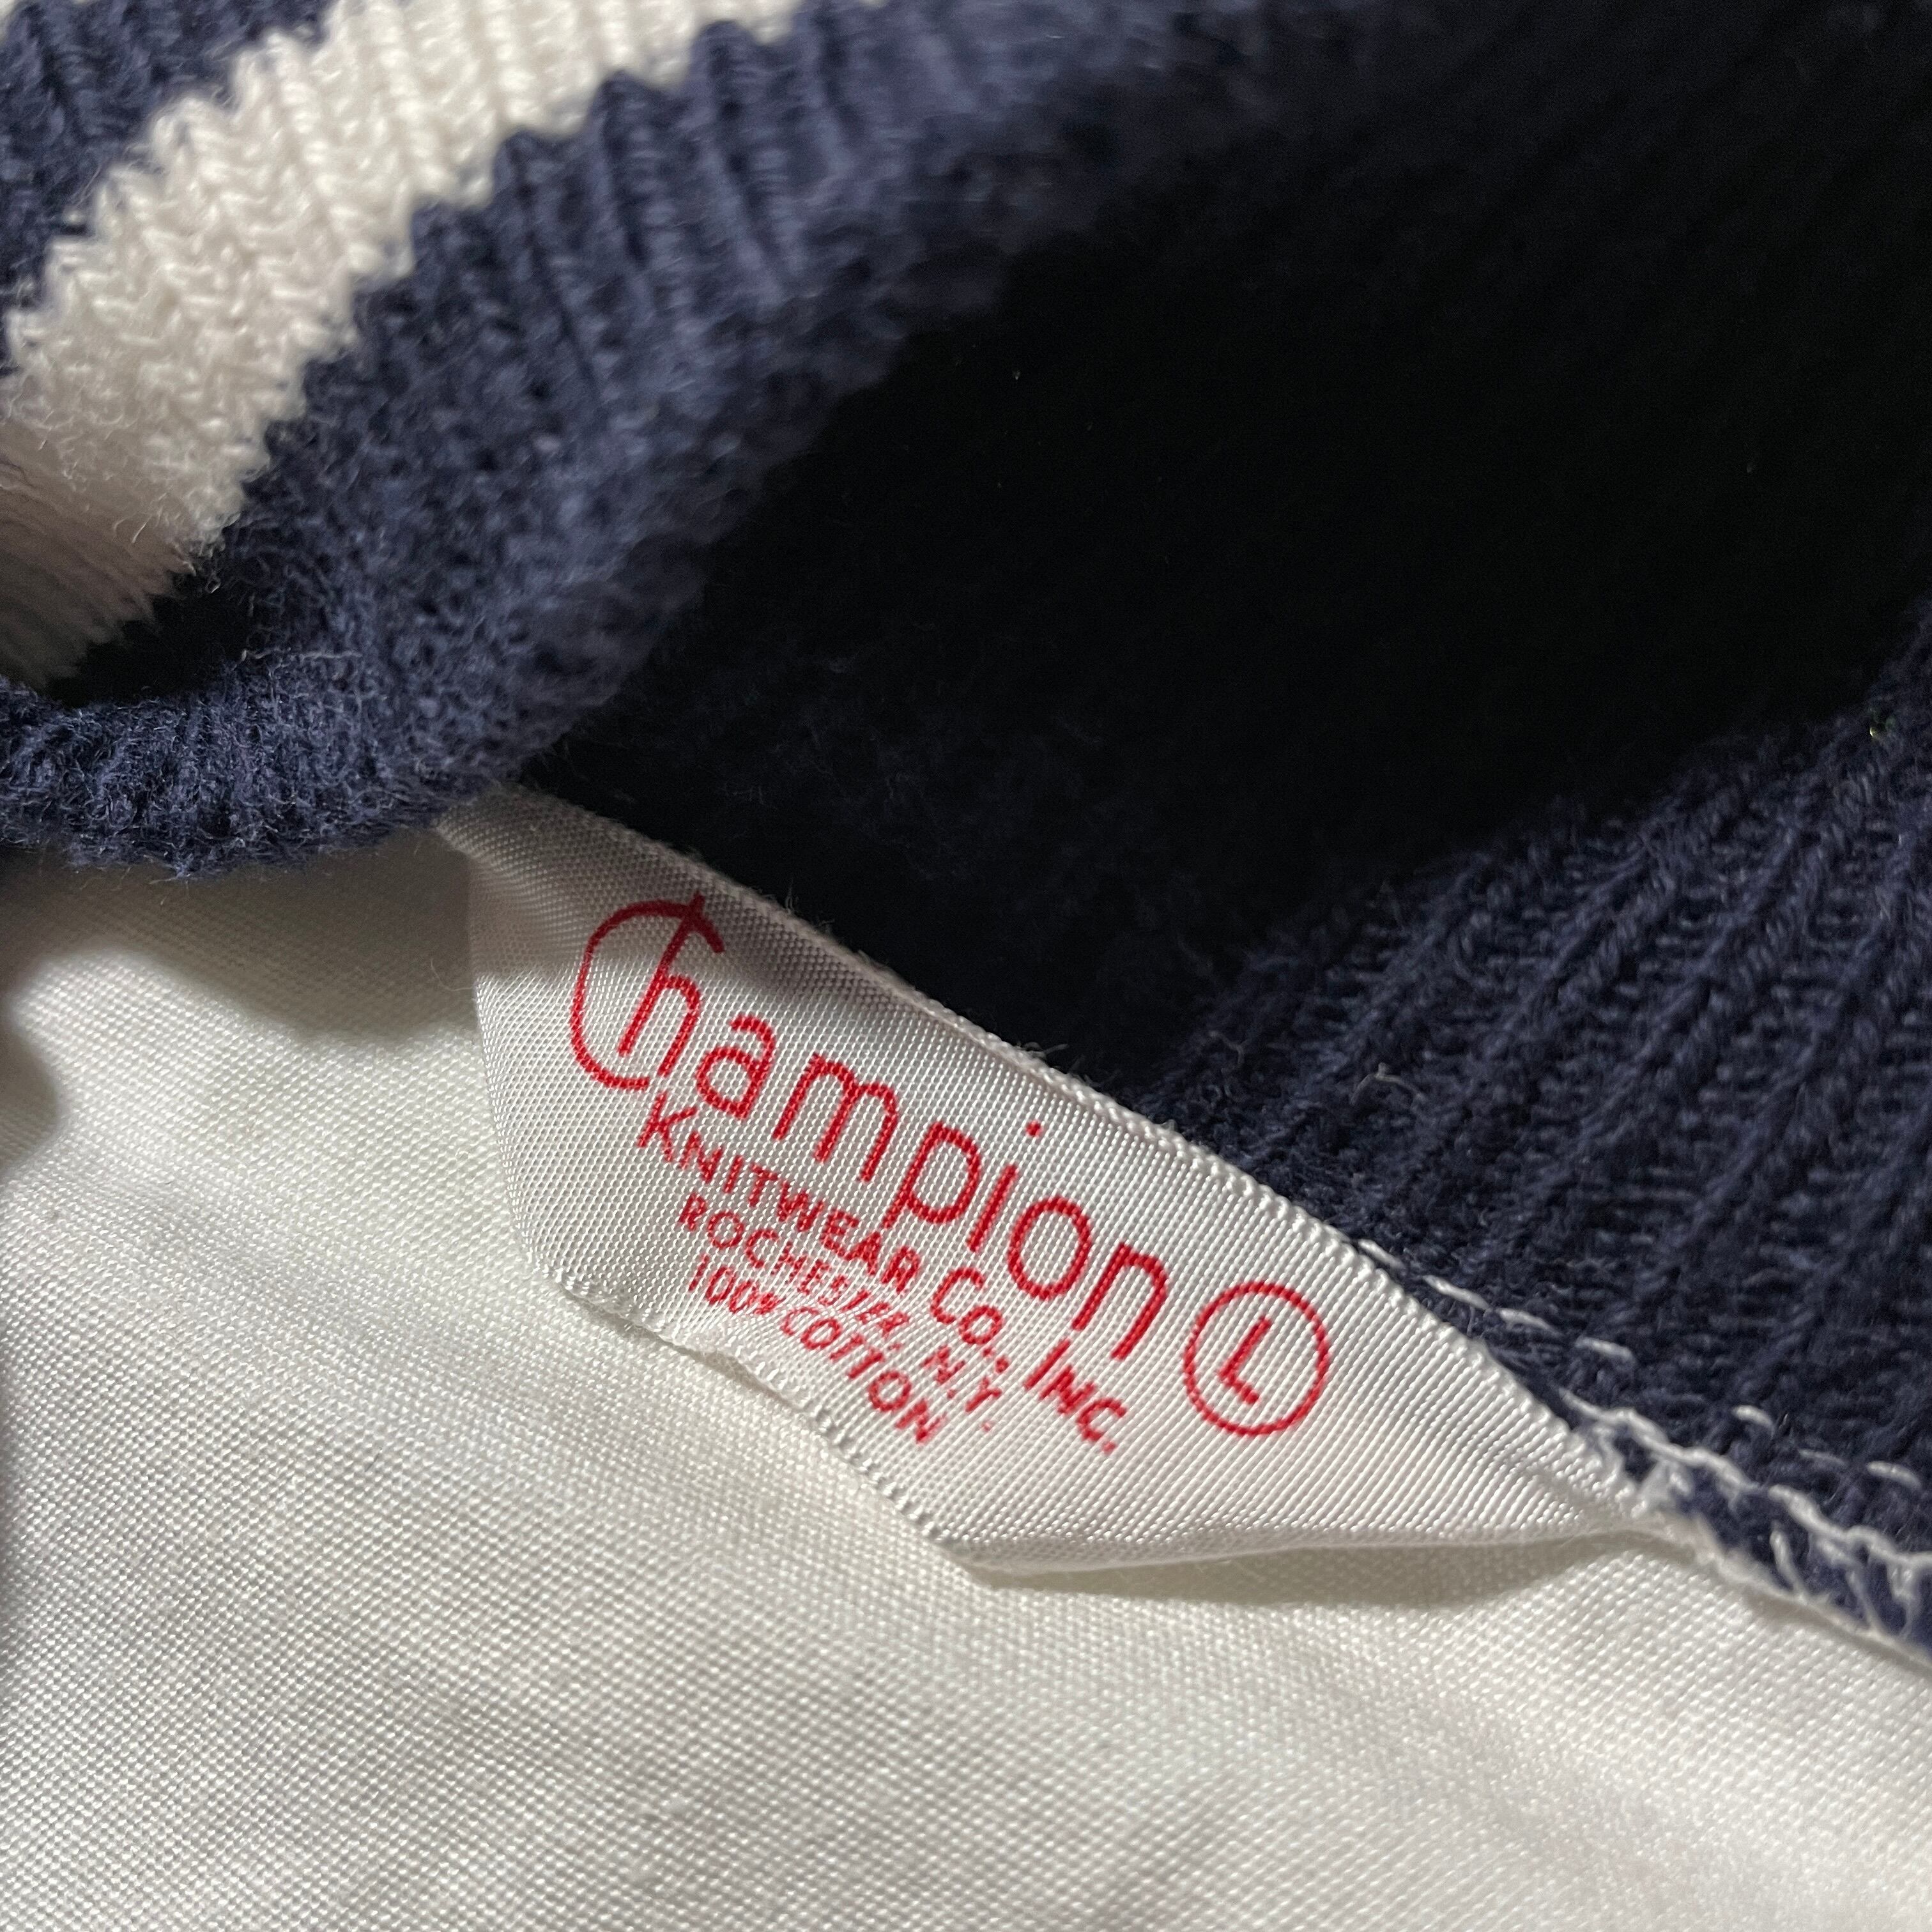 Champion L
KNITWEAR CO., INC.
ROCHESTER, N.Y.
100% COTTON